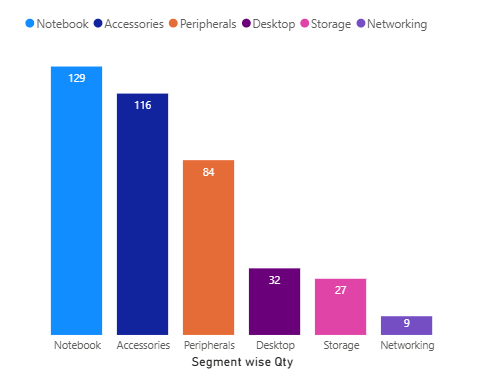 Notebook Accessories Peripherals Desktop Storage Networking
129
116
84
32
27
9
Notebook Accessories Peripherals Desktop Storage Networking
Segment wise Qty